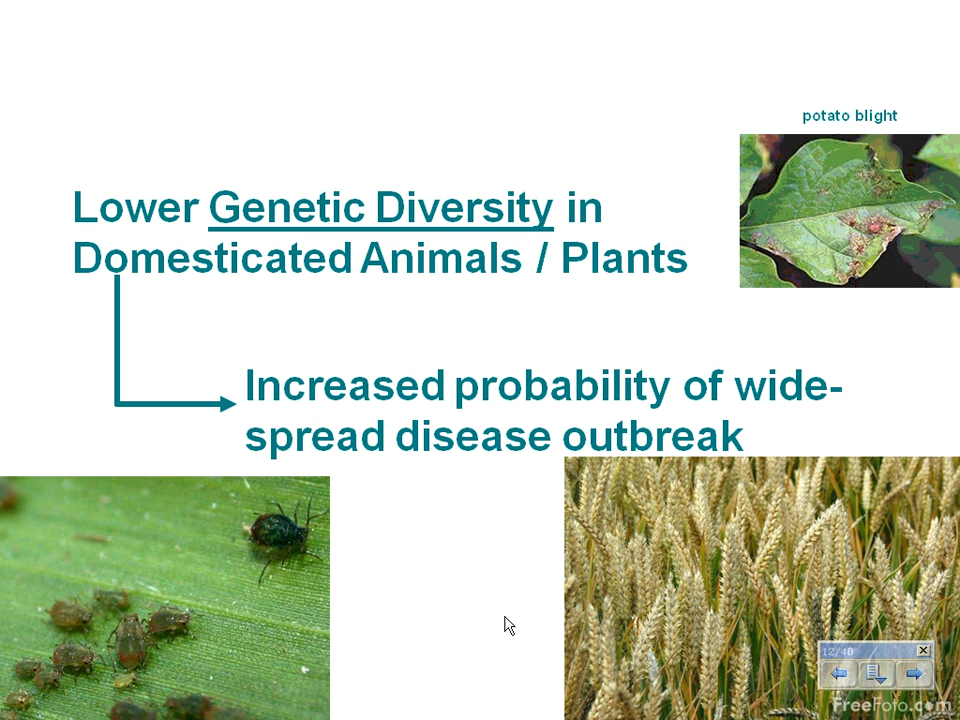 potato blight
Lower Genetic Diversity in
Domesticated Animals / Plants
Increased probability of wide-
spread disease outbreak
12/40
FreeFoto.com